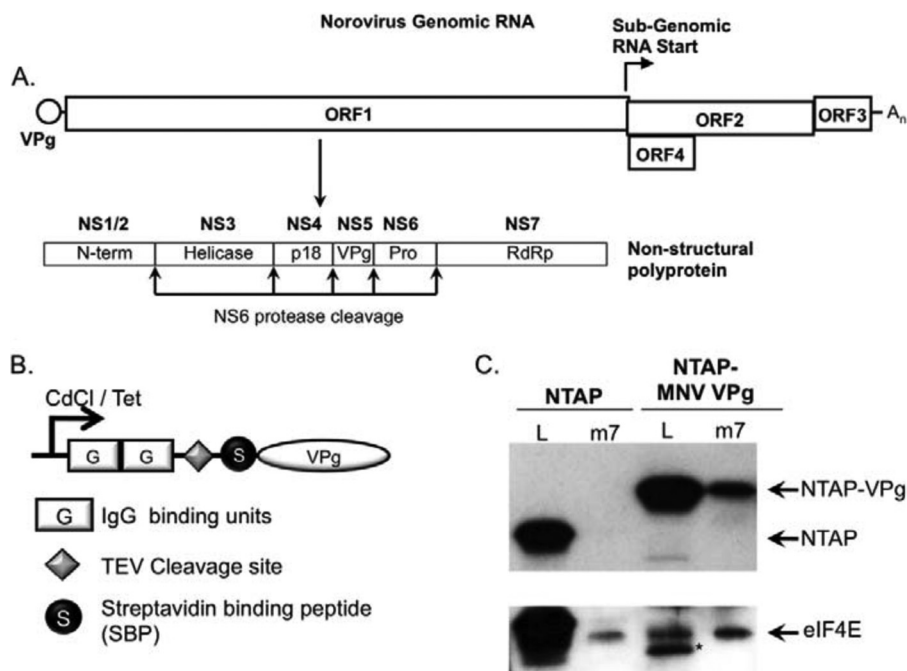 Norovirus Genomic RNA
Sub-Genomic
RNA Start
A.
ORF1
ORF2
ORF3
An
VPg
ORF4
NS1/2 NS3 NS4 NS5 NS6 NS7
N-term Helicase p18 VPg Pro RdRp
Non-structural
polyprotein
NS6 protease cleavage
B.
CdCl / Tet
G G S VPg
G IgG binding units
TEV Cleavage site
S Streptavidin binding peptide
(SBP)
C.
NTAP
NTAP-
MNV VPg
L m7 L m7
NTAP-VPg
NTAP
eIF4E
*